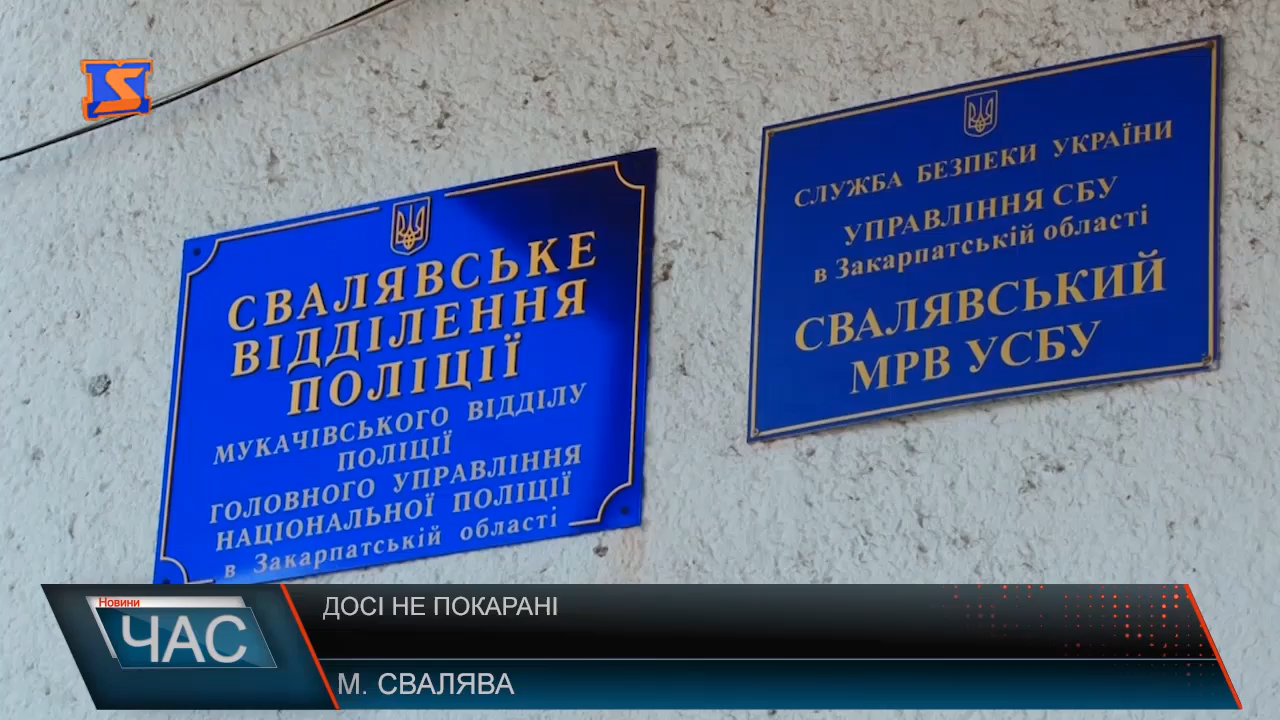 S
СВАЛЯВСЬКЕ
ВІДДІЛЕННЯ
ПОЛІЦІЇ
МУКАЧІВСЬКОГО ВІДДІЛУ
ПОЛІЦІЇ
ГОЛОВНОГО УПРАВЛІННЯ
НАЦІОНАЛЬНОЇ ПОЛІЦІЇ
в Закарпатській області
СЛУЖБА БЕЗПЕКИ УКРАЇНИ
УПРАВЛІННЯ СБУ
в Закарпатській області
СВАЛЯВСЬКИЙ
МРВ УСБУ
Новини
ЧАС
ДОСІ НЕ ПОКАРАНІ
М. СВАЛЯВА